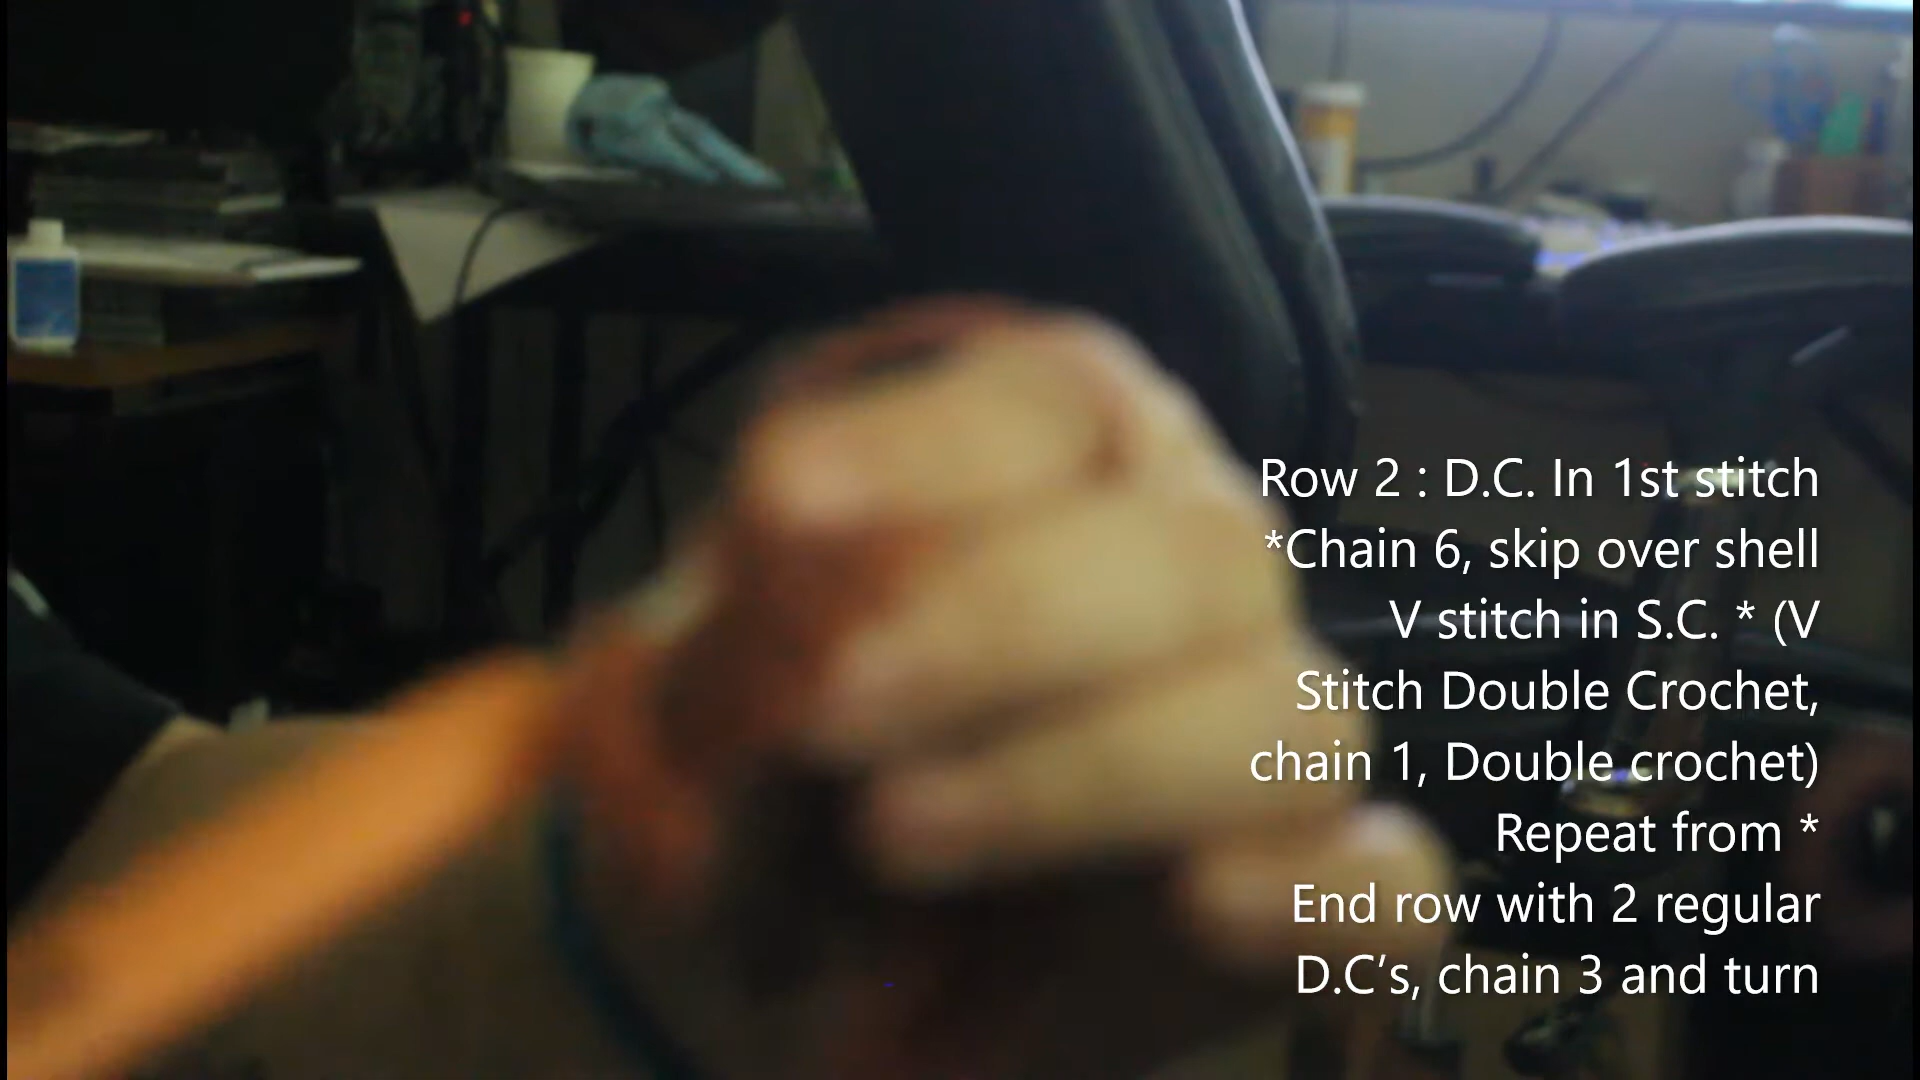 Row 2 : D.C. In 1st stitch
*Chain 6, skip over shell
V stitch in S.C. * (V
Stitch Double Crochet,
chain 1, Double crochet)
Repeat from *
End row with 2 regular
D.C’s, chain 3 and turn